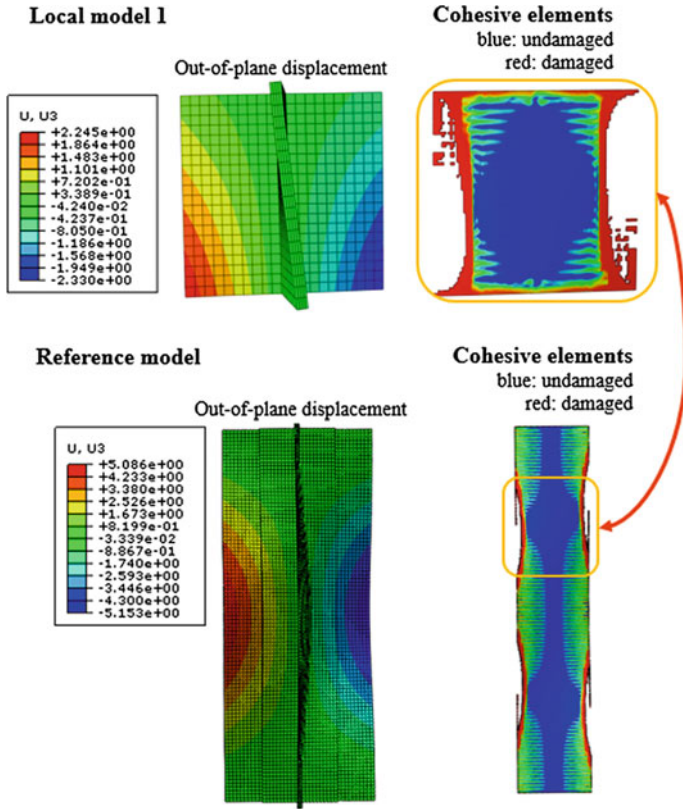 Local model 1
Cohesive elements
blue: undamaged
red: damaged
Out-of-plane displacement
U, U3
+2.245e+00
+1.864e+00
+1.483e+00
+1.101e+00
+7.202e-01
+3.389e-01
-4.240e-02
-4.237e-01
-8.050e-01
-1.186e+00
-1.568e+00
-1.949e+00
-2.330e+00
Reference model
Cohesive elements
blue: undamaged
red: damaged
Out-of-plane displacement
U, U3
+5.086e+00
+4.233e+00
+3.380e+00
+2.526e+00
+1.673e+00
+8.199e-01
-3.339e-02
-8.867e-01
-1.740e+00
-2.593e+00
-3.446e+00
-4.300e+00
-5.153e+00